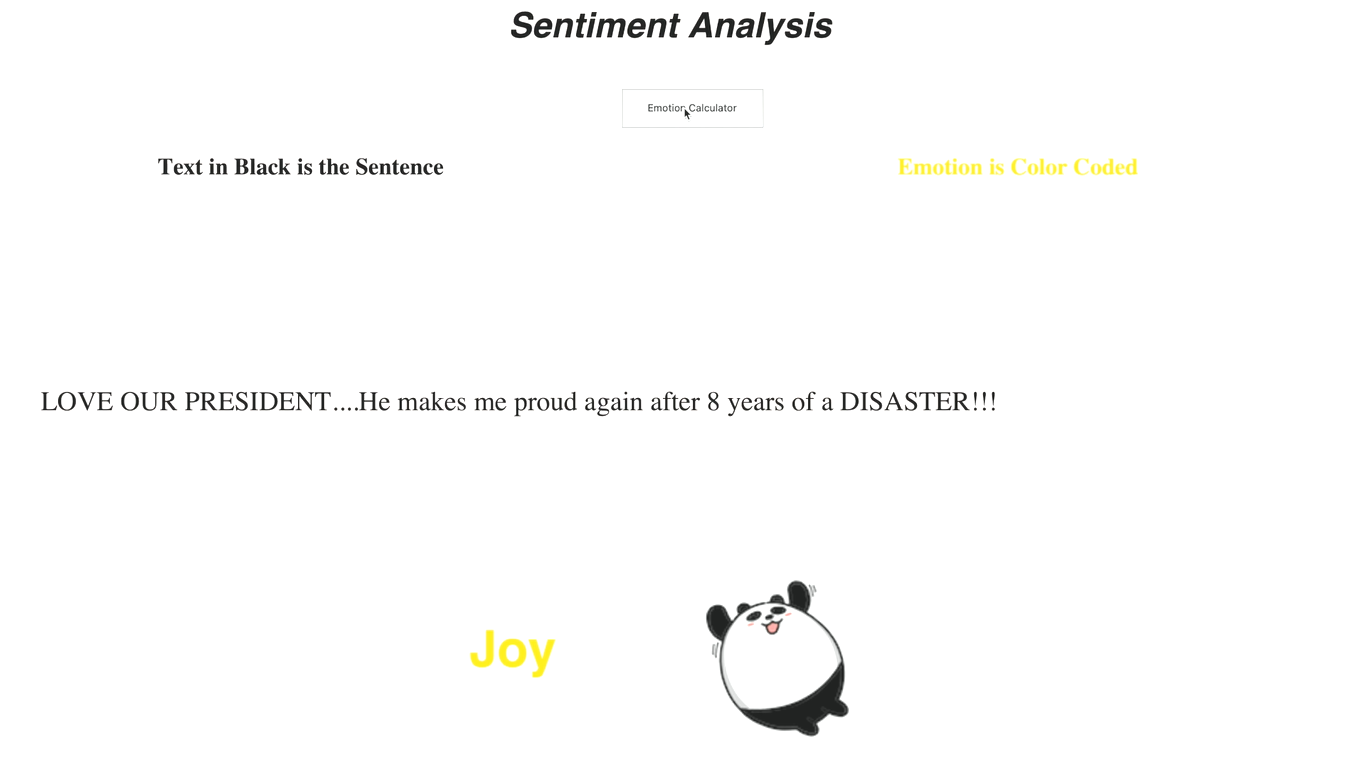 Sentiment Analysis
Emotion Calculator
Text in Black is the Sentence
Emotion is Color Coded
LOVE OUR PRESIDENT....He makes me proud again after 8 years of a DISASTER!!!
Joy